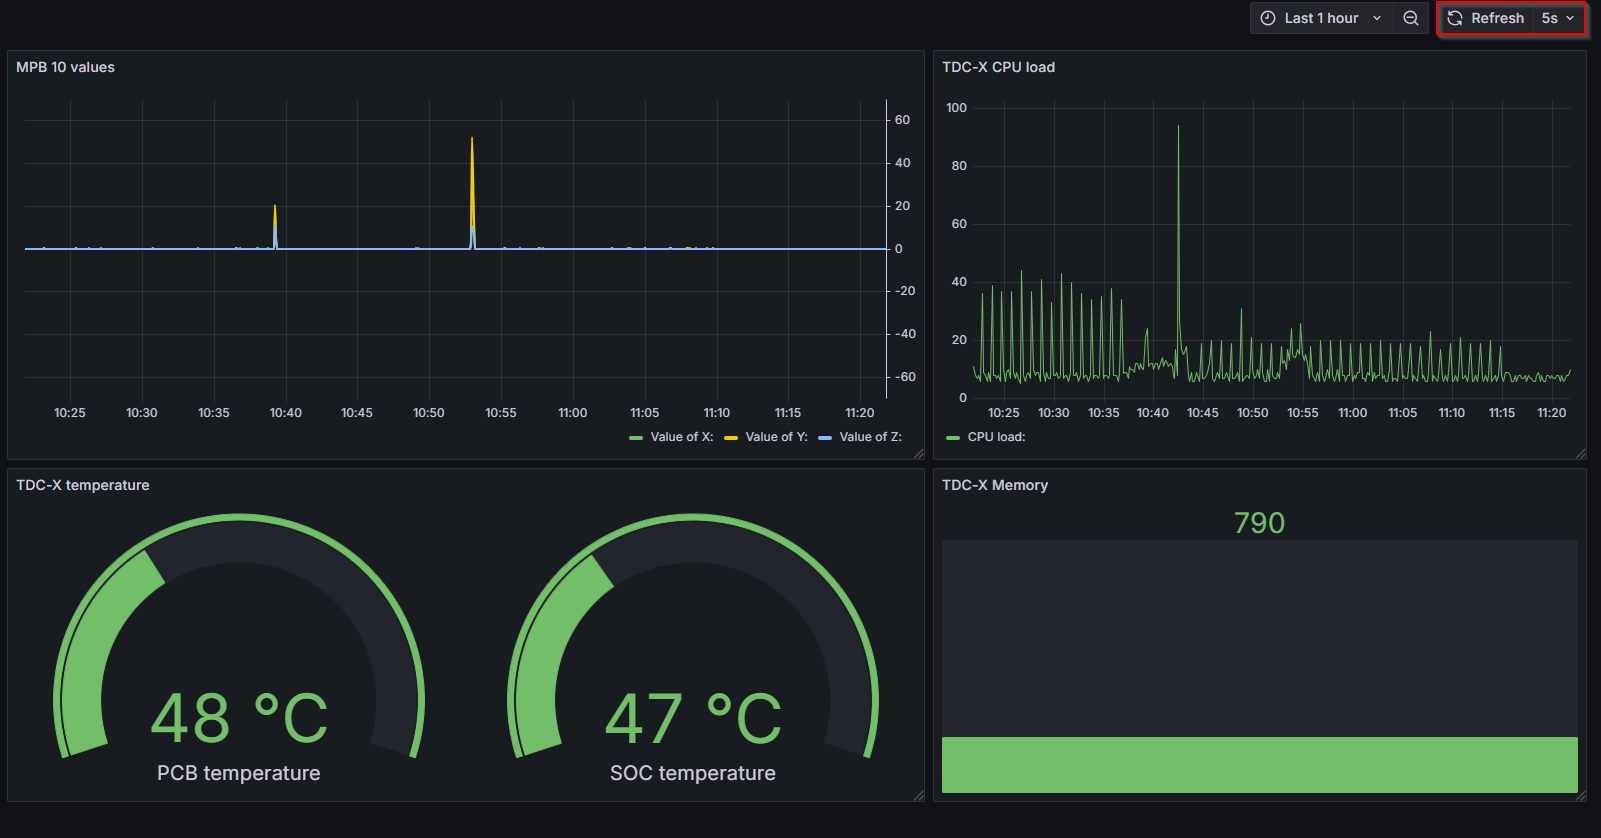 Last 1 hour Refresh 5s
MPB 10 values
60
40
20
0
-20
-40
-60
10:25 10:30 10:35 10:40 10:45 10:50 10:55 11:00 11:05 11:10 11:15 11:20
Value of X: Value of Y: Value of Z:
TDC-X CPU load
100
80
60
40
20
0
10:25 10:30 10:35 10:40 10:45 10:50 10:55 11:00 11:05 11:10 11:15 11:20
CPU load:
TDC-X temperature
48 °C
PCB temperature
47 °C
SOC temperature
TDC-X Memory
790